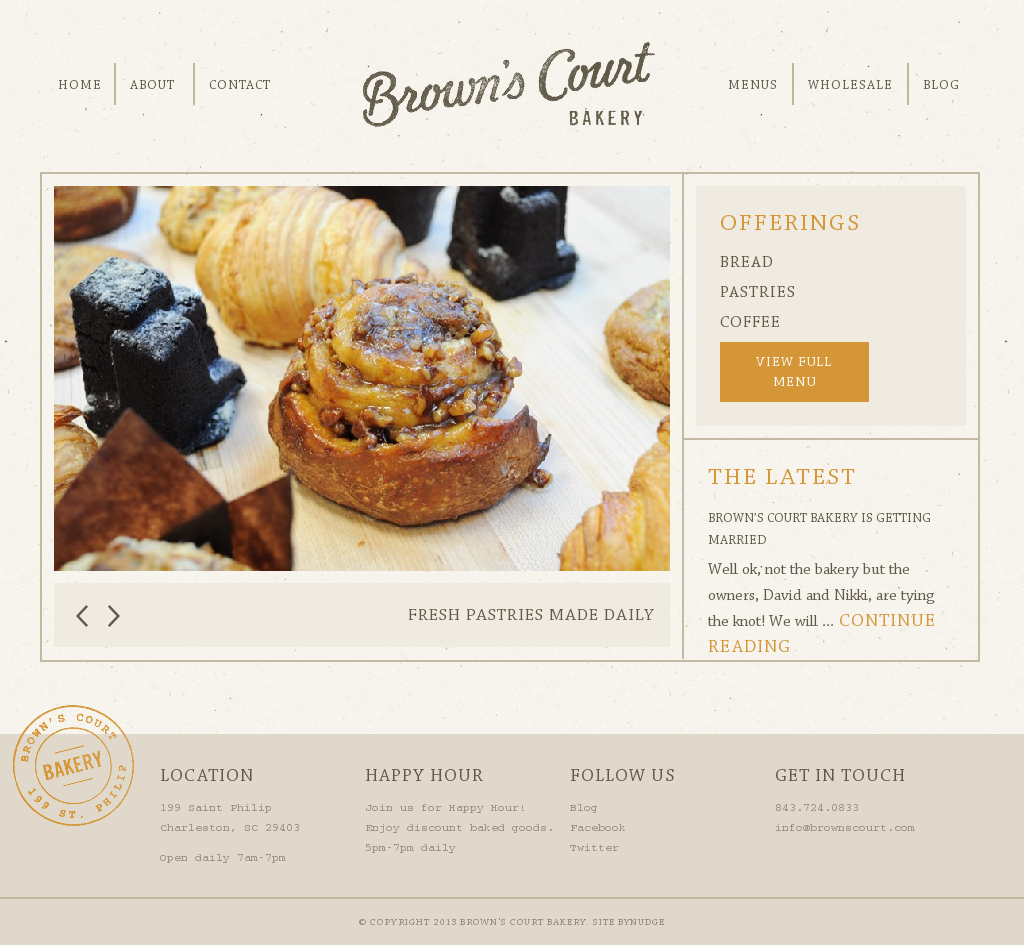 HOME
ABOUT
CONTACT
Brown's Court
BAKERY
MENUS
WHOLESALE
BLOG
OFFERINGS
BREAD
PASTRIES
COFFEE
VIEW FULL
MENU
FRESH PASTRIES MADE DAILY
THE LATEST
BROWN'S COURT BAKERY IS GETTING
MARRIED
Well ok, not the bakery but the
owners, David and Nikki, are tying
the knot! We will ... CONTINUE
READING
BROWN'S COURT
BAKERY
199 ST. PHILIP
LOCATION
199 Saint Philip
Charleston, SC 29403
Open daily 7am-7pm
HAPPY HOUR
Join us for Happy Hour!
Enjoy discount baked goods.
5pm-7pm daily
FOLLOW US
Blog
Facebook
Twitter
GET IN TOUCH
843.724.0833
info@brownscourt.com
© COPYRIGHT 2013 BROWN'S COURT BAKERY. SITE BYNUDGE